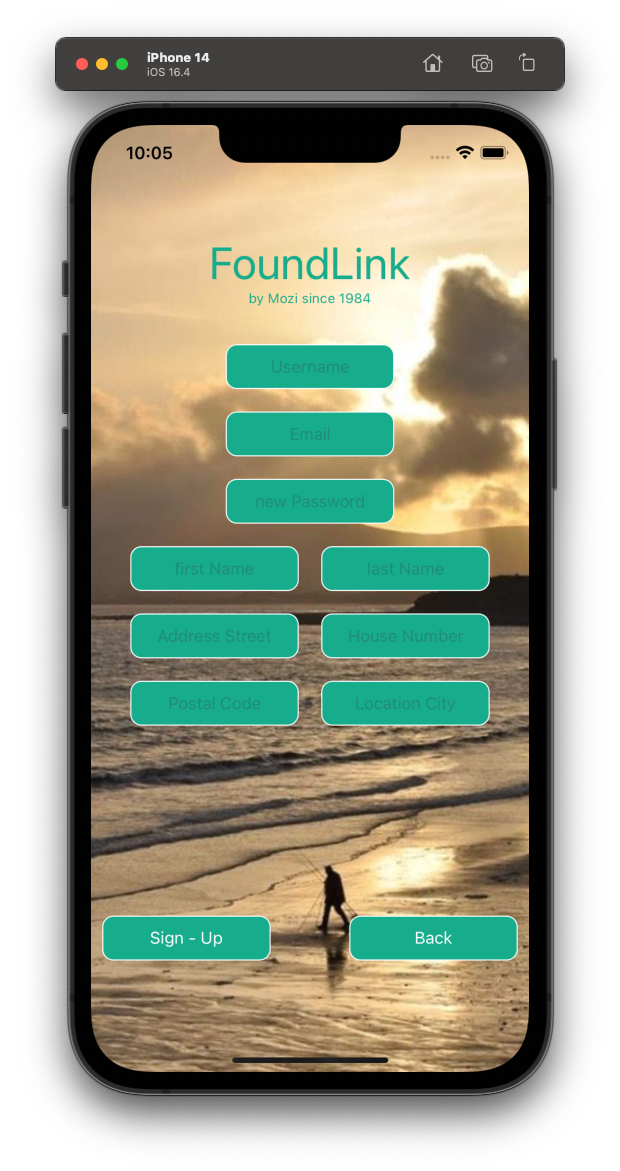 iPhone 14
iOS 16.4
10:05
FoundLink
by Mozi since 1984
Username
Email
new Password
first Name last Name
Address Street House Number
Postal Code Location City
Sign - Up Back